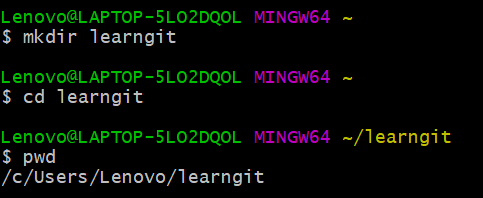 Lenovo@LAPTOP-5LO2DQOL MINGW64 ~
$ mkdir learngit
Lenovo@LAPTOP-5LO2DQOL MINGW64 ~
$ cd learngit
Lenovo@LAPTOP-5LO2DQOL MINGW64 ~/learngit
$ pwd
/c/Users/Lenovo/learngit